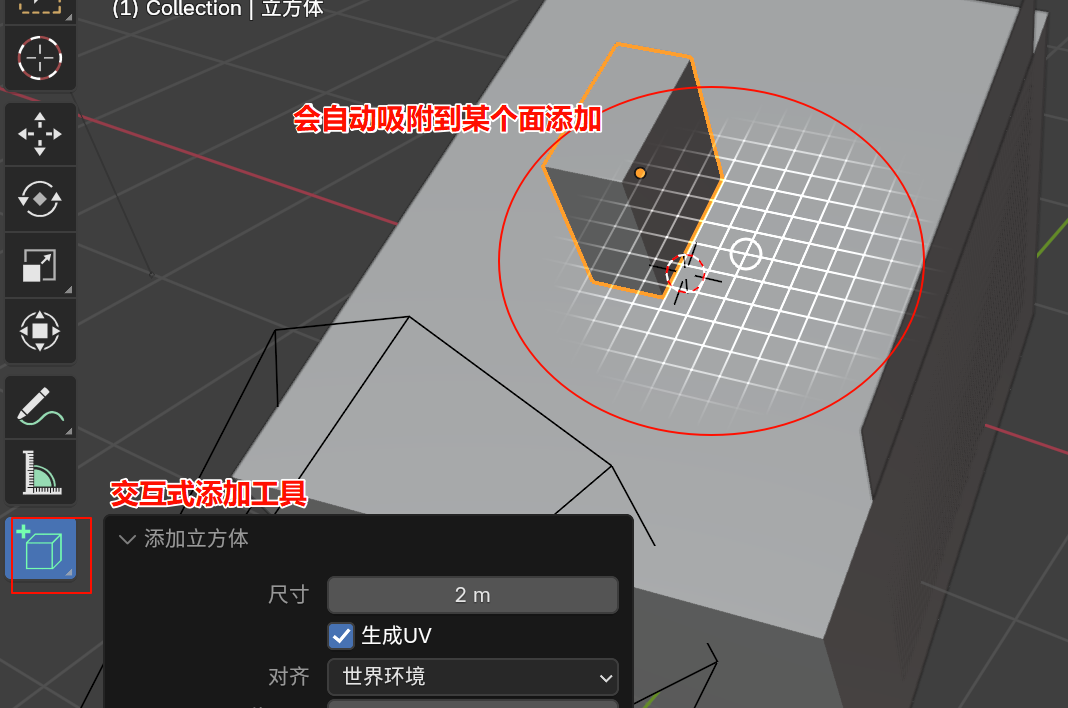 (1) Collection | 立方体
会自动吸附到某个面添加
交互式添加工具
添加立方体
尺寸
2 m
生成UV
对齐
世界环境